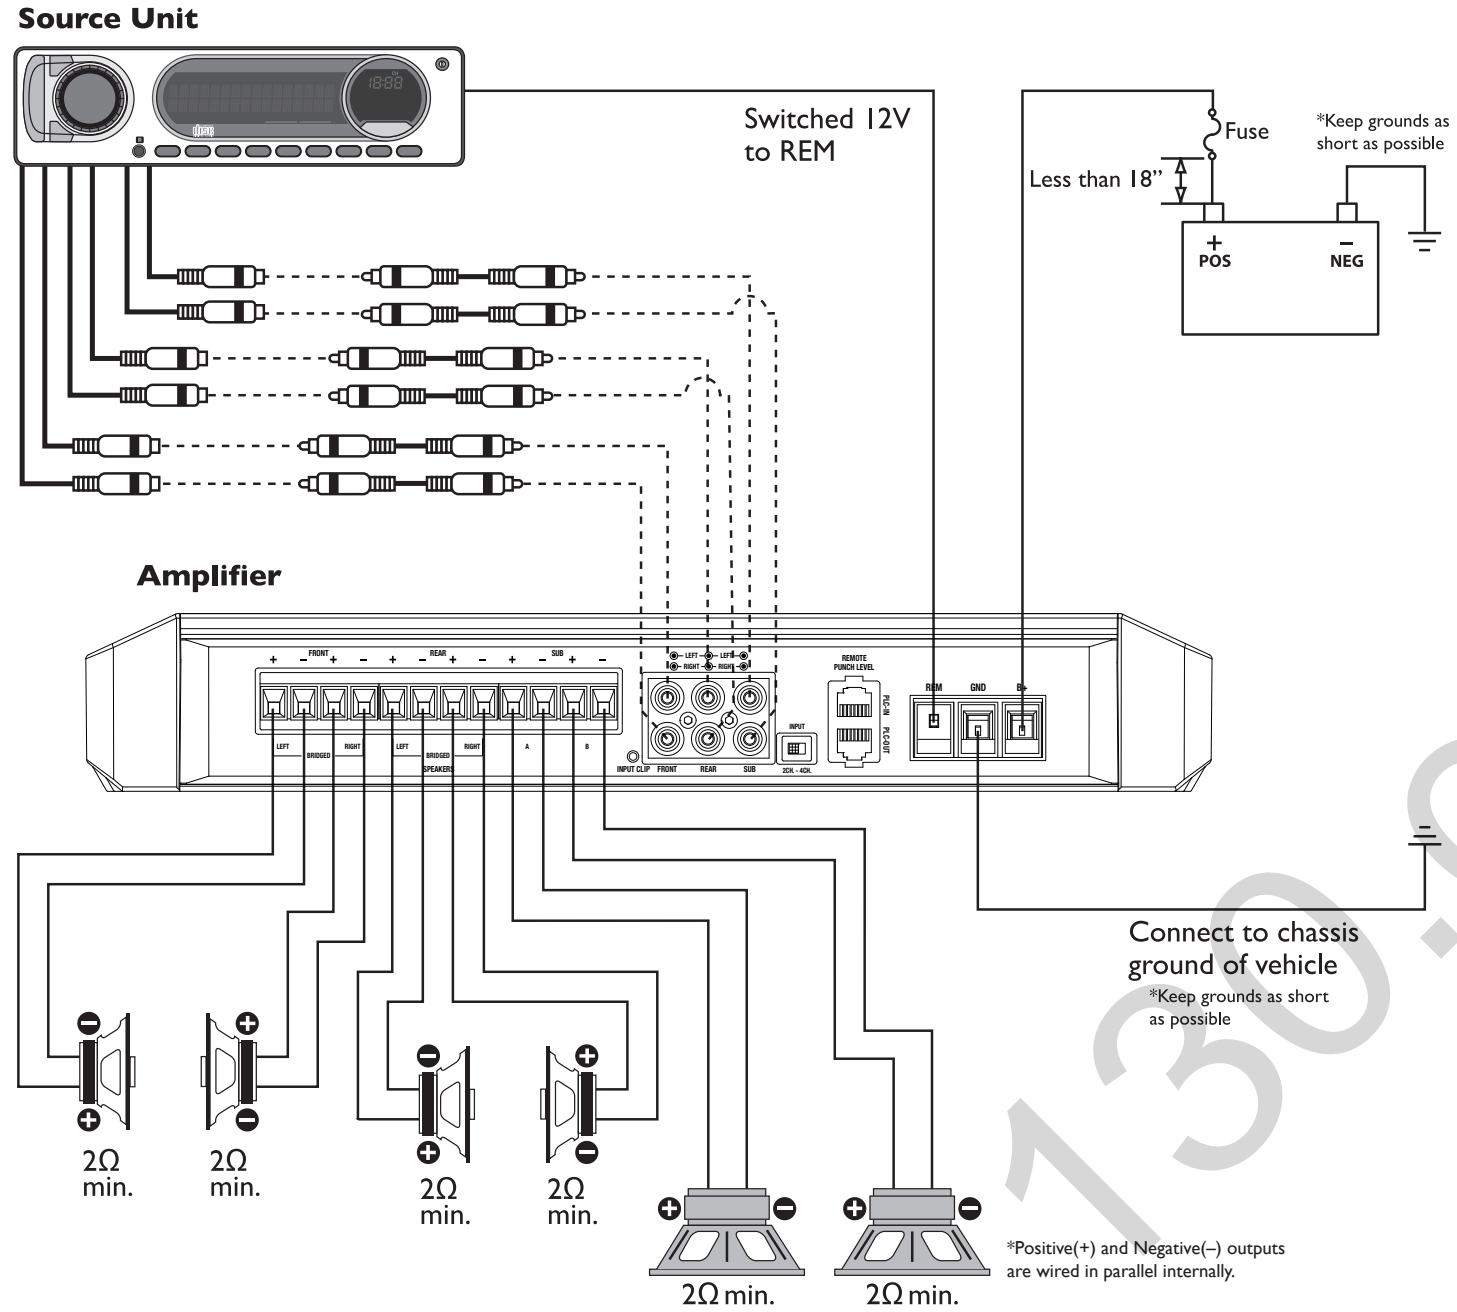 Source Unit
18:88
Switched 12V
to REM
Fuse
*Keep grounds as
short as possible
Less than 18”
+ –
POS NEG
Amplifier
FRONT REAR SUB
+ – + – + – + – + – + –
LEFT LEFT
RIGHT RIGHT
REMOTE
PUNCH LEVEL
REM GND B+
PLC-IN
PLC-OUT
INPUT
LEFT BRIDGED RIGHT LEFT BRIDGED RIGHT A B
SPEAKERS
INPUT CLIP FRONT REAR SUB 2CH. - 4CH.
Connect to chassis
ground of vehicle
*Keep grounds as short
as possible
– + – +
+ – + –
2Ω
min.
2Ω
min.
2Ω
min.
2Ω
min.
+ – + –
*Positive(+) and Negative(–) outputs
are wired in parallel internally.
2Ω min. 2Ω min.